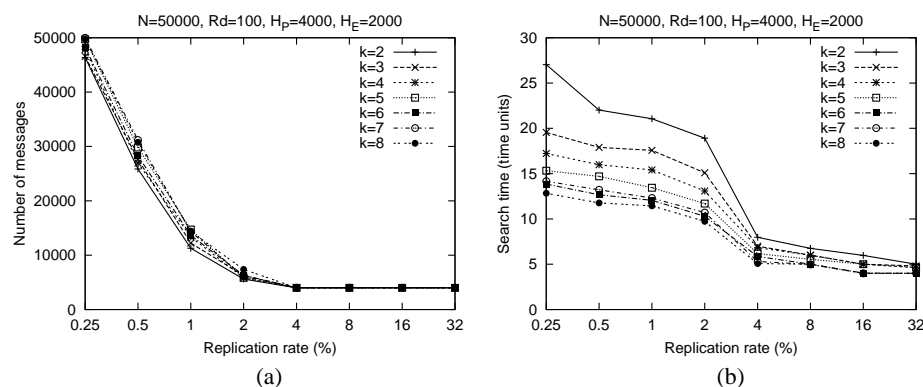 N=50000, Rd=100, H_P=4000, H_E=2000
Number of messages
50000
40000
30000
20000
10000
0
k=2
k=3
k=4
k=5
k=6
k=7
k=8
0.25 0.5 1 2 4 8 16 32
Replication rate (%)
(a)
N=50000, Rd=100, H_P=4000, H_E=2000
Search time (time units)
30
25
20
15
10
5
0
k=2
k=3
k=4
k=5
k=6
k=7
k=8
0.25 0.5 1 2 4 8 16 32
Replication rate (%)
(b)